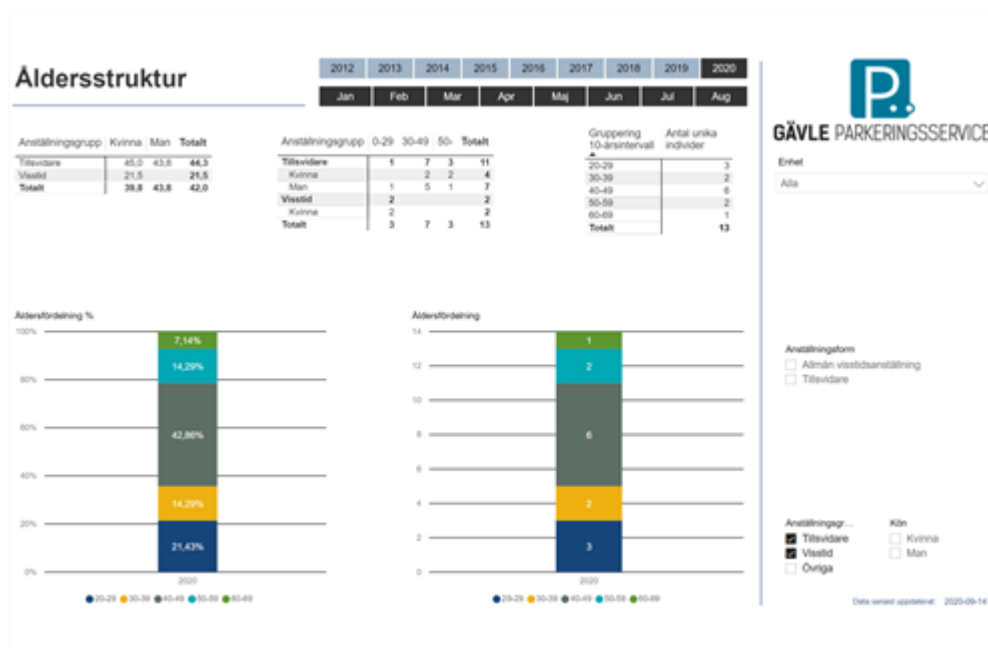 Åldersstruktur
2012 2013 2014 2015 2016 2017 2018 2019 2020
Jan Feb Mar Apr Maj Jun Jul Aug
P
GÄVLE PARKERINGSSERVICE
Anställningsgrupp Kvinna Man Totalt
Tillsvidare 45,0 43,8 44,3
Visstid 21,5 21,5
Totalt 39,8 43,8 42,0
Anställningsgrupp 0-29 30-49 50- Totalt
Tillsvidare 1 7 3 11
Kvinna 2 2 4
Man 1 5 1 7
Visstid 2 2
Kvinna 2 2
Totalt 3 7 3 13
Gruppering Antal unika
10-årsintervall individer
20-29 3
30-39 2
40-49 6
50-59 2
60-69 1
Totalt 13
Enhet
Alla
Åldersfördelning %
100%
80%
60%
40%
20%
0%
7,14%
14,29%
42,86%
14,29%
21,43%
2020
20-29 30-39 40-49 50-59 60-69
Åldersfördelning
14
12
10
8
6
4
2
0
1
2
6
2
3
2020
20-29 30-39 40-49 50-59 60-69
Anställningsform
Allmän visstidsanställning
Tillsvidare
Anställningsgr... Kön
Tillsvidare Kvinna
Visstid Man
Övriga
Data senast uppdaterat: 2020-09-14